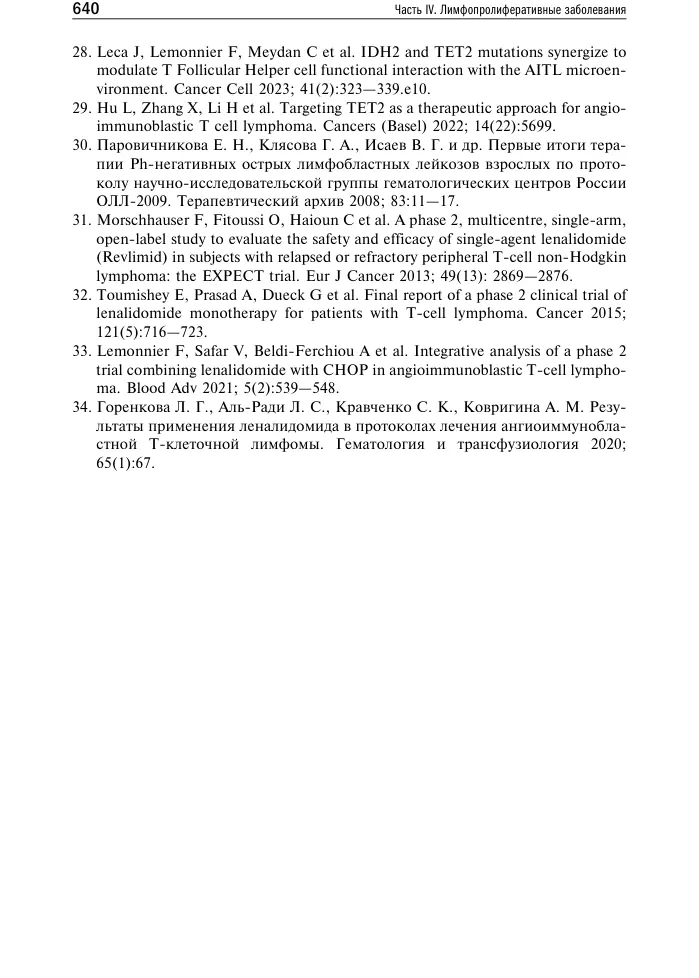 640
Часть IV. Лимфопролиферативные заболевания
28. Leca J, Lemonnier F, Meydan C et al. IDH2 and TET2 mutations synergize to
modulate T Follicular Helper cell functional interaction with the AITL microen-
vironment. Cancer Cell 2023; 41(2):323—339.e10.
29. Hu L, Zhang X, Li H et al. Targeting TET2 as a therapeutic approach for angio-
immunoblastic T cell lymphoma. Cancers (Basel) 2022; 14(22):5699.
30. Паровичникова Е. Н., Клясова Г. А., Исаев В. Г. и др. Первые итоги тера-
пии Ph-негативных острых лимфобластных лейкозов взрослых по прото-
колу научно-исследовательской группы гематологических центров России
ОЛЛ-2009. Терапевтический архив 2008; 83:11—17.
31. Morschhauser F, Fitoussi O, Haioun C et al. A phase 2, multicentre, single-arm,
open-label study to evaluate the safety and efficacy of single-agent lenalidomide
(Revlimid) in subjects with relapsed or refractory peripheral T-cell non-Hodgkin
lymphoma: the EXPECT trial. Eur J Cancer 2013; 49(13): 2869—2876.
32. Toumishey E, Prasad A, Dueck G et al. Final report of a phase 2 clinical trial of
lenalidomide monotherapy for patients with T-cell lymphoma. Cancer 2015;
121(5):716—723.
33. Lemonnier F, Safar V, Beldi-Ferchiou A et al. Integrative analysis of a phase 2
trial combining lenalidomide with CHOP in angioimmunoblastic T-cell lympho-
ma. Blood Adv 2021; 5(2):539—548.
34. Горенкова Л. Г., Аль-Ради Л. С., Кравченко С. К., Ковригина А. М. Резу-
льтаты применения леналидомида в протоколах лечения ангиоиммунобла-
стной Т-клеточной лимфомы. Гематология и трансфузиология 2020;
65(1):67.